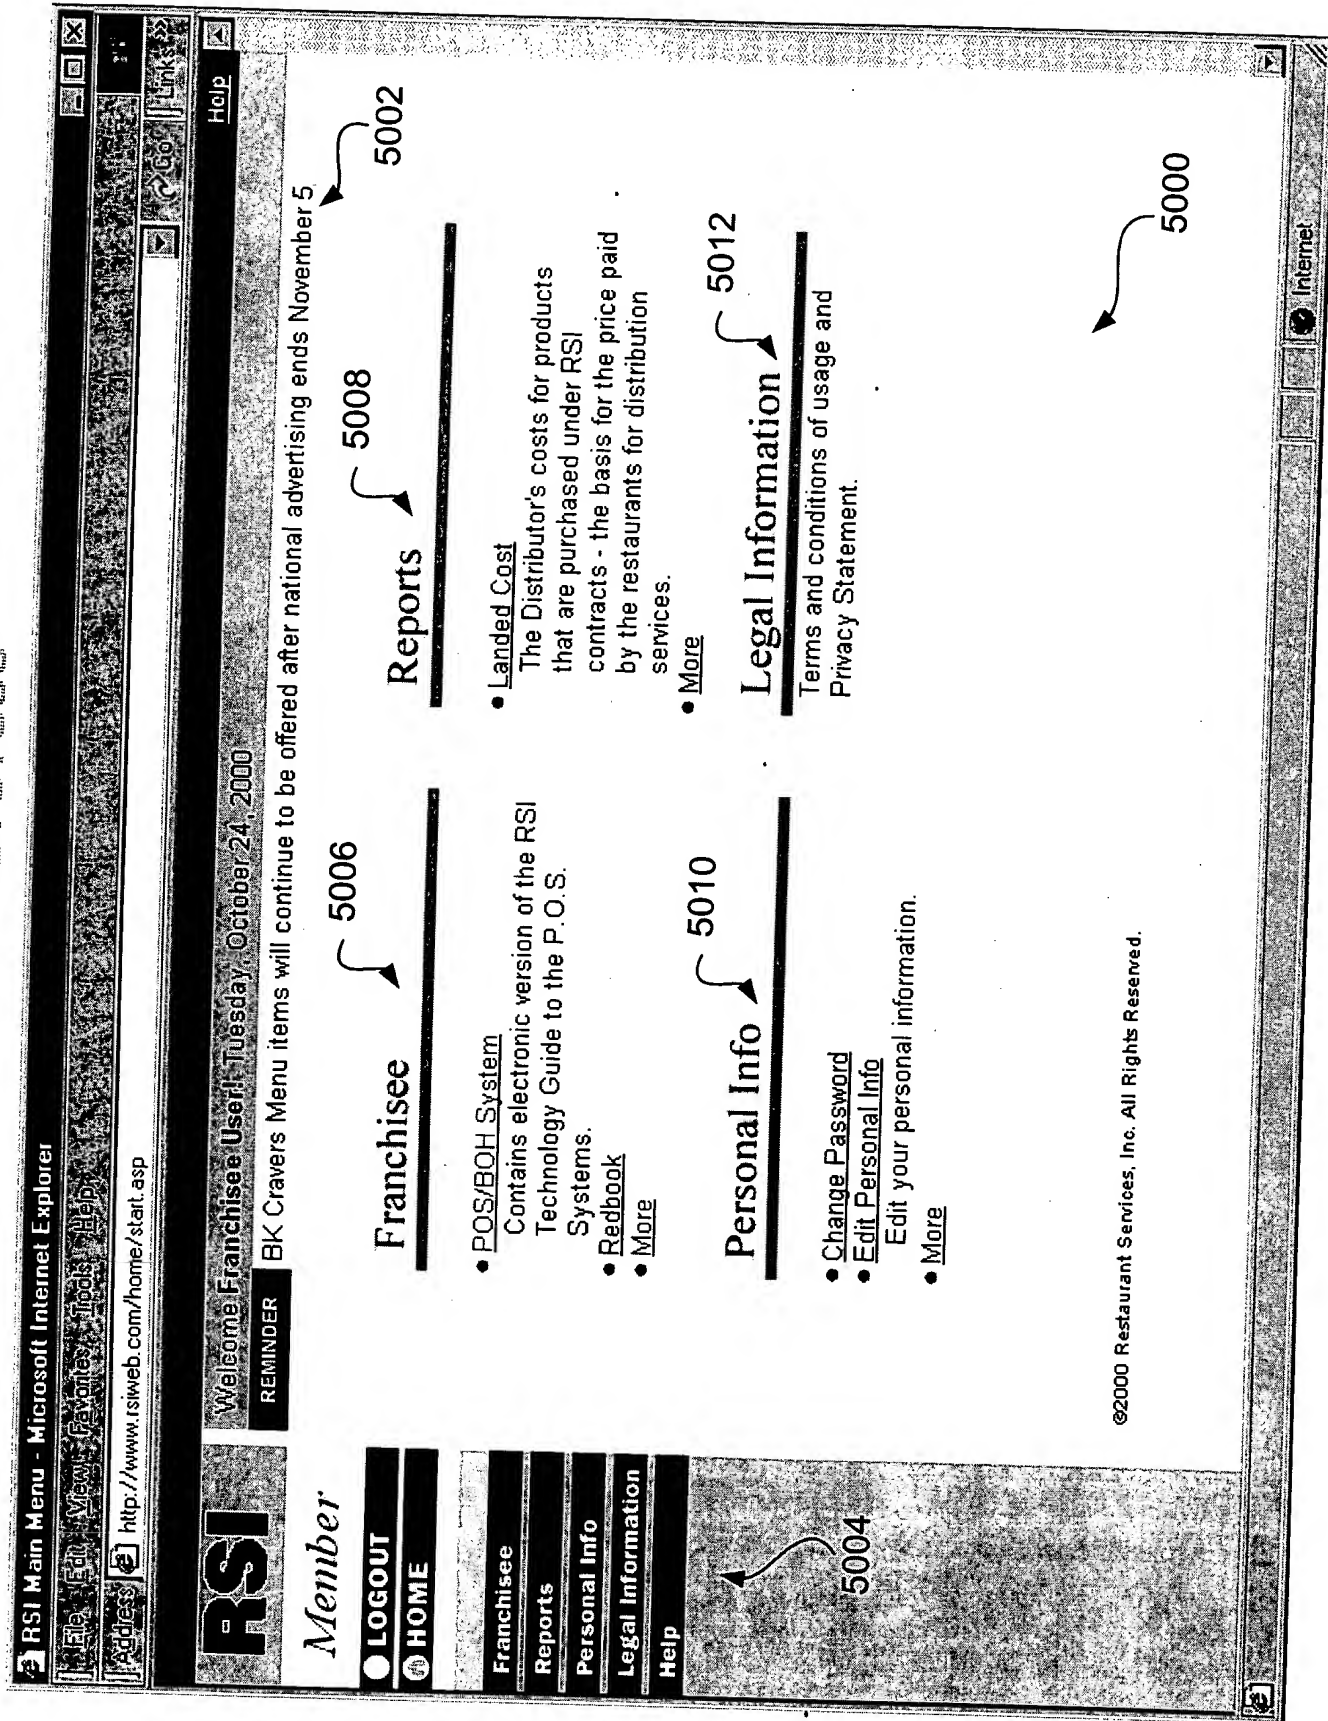 RSI Main Menu - Microsoft Internet Explorer
File Edit View Favorites Tools Help
Address http://www.rsiweb.com/home/start.asp Go Links »
RSI
Help
Welcome Franchisee User! Tuesday, October 24, 2000
REMINDER BK Cravers Menu items will continue to be offered after national advertising ends November 5
5002
Member
LOGOUT
HOME
Franchisee
Reports
Personal Info
Legal Information
Help
5004
5006
Franchisee
• POS/BOH System
Contains electronic version of the RSI
Technology Guide to the P.O.S.
Systems.
• Redbook
• More
5008
Reports
• Landed Cost
The Distributor's costs for products
that are purchased under RSI
contracts - the basis for the price paid
by the restaurants for distribution
services.
• More
5010
Personal Info
• Change Password
• Edit Personal Info
Edit your personal information.
• More
5012
Legal Information
Terms and conditions of usage and
Privacy Statement.
5000
©2000 Restaurant Services, Inc. All Rights Reserved.
Internet